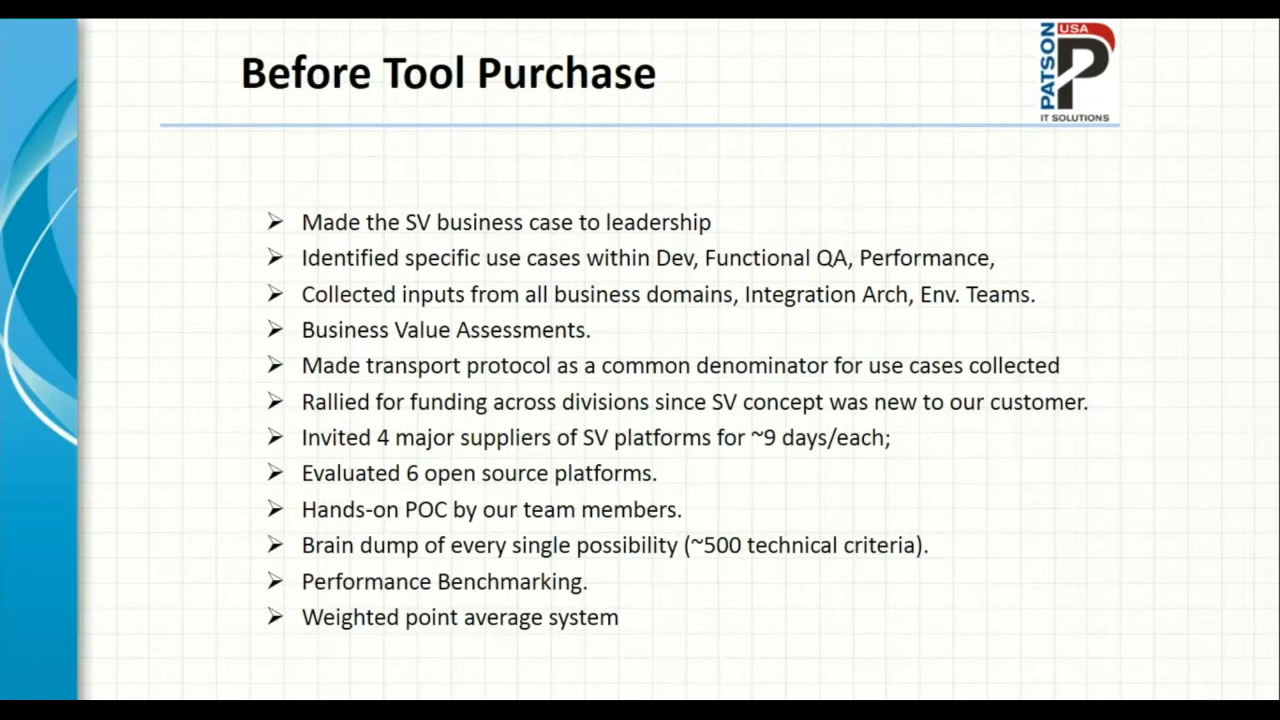 Before Tool Purchase
PATSON
USA
P
IT SOLUTIONS
Made the SV business case to leadership
Identified specific use cases within Dev, Functional QA, Performance,
Collected inputs from all business domains, Integration Arch, Env. Teams.
Business Value Assessments.
Made transport protocol as a common denominator for use cases collected
Rallied for funding across divisions since SV concept was new to our customer.
Invited 4 major suppliers of SV platforms for ~9 days/each;
Evaluated 6 open source platforms.
Hands-on POC by our team members.
Brain dump of every single possibility (~500 technical criteria).
Performance Benchmarking.
Weighted point average system